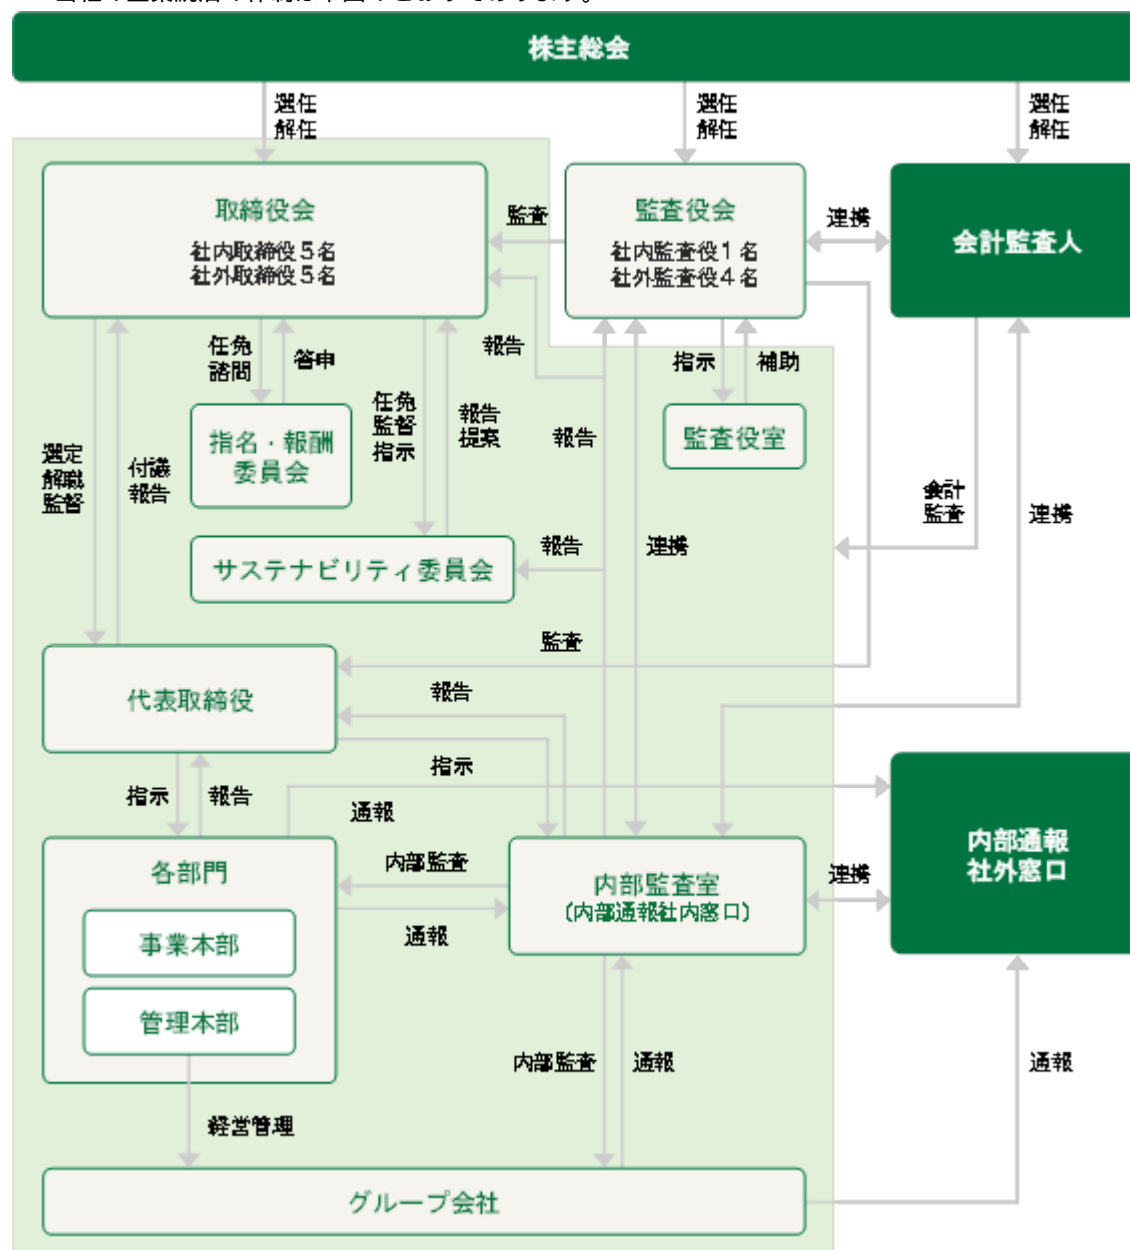 株主総会
選任
解任
選任
解任
選任
解任
取締役会
社内取締役5名
社外取締役5名
監査
監査役会
社内監査役1名
社外監査役4名
連携
会計監査人
任免
諮問
答申
報告
指示
補助
任免
監督
指示
報告
提案
指名・報酬
委員会
報告
監査役室
選定
解職
監督
付議
報告
会計
監査
連携
サステナビリティ委員会
報告
連携
監査
代表取締役
報告
指示
指示
報告
通報
内部通報
社外窓口
各部門
内部監査
内部監査室
(内部通報社内窓口)
連携
通報
事業本部
管理本部
内部監査
通報
通報
経営管理
グループ会社